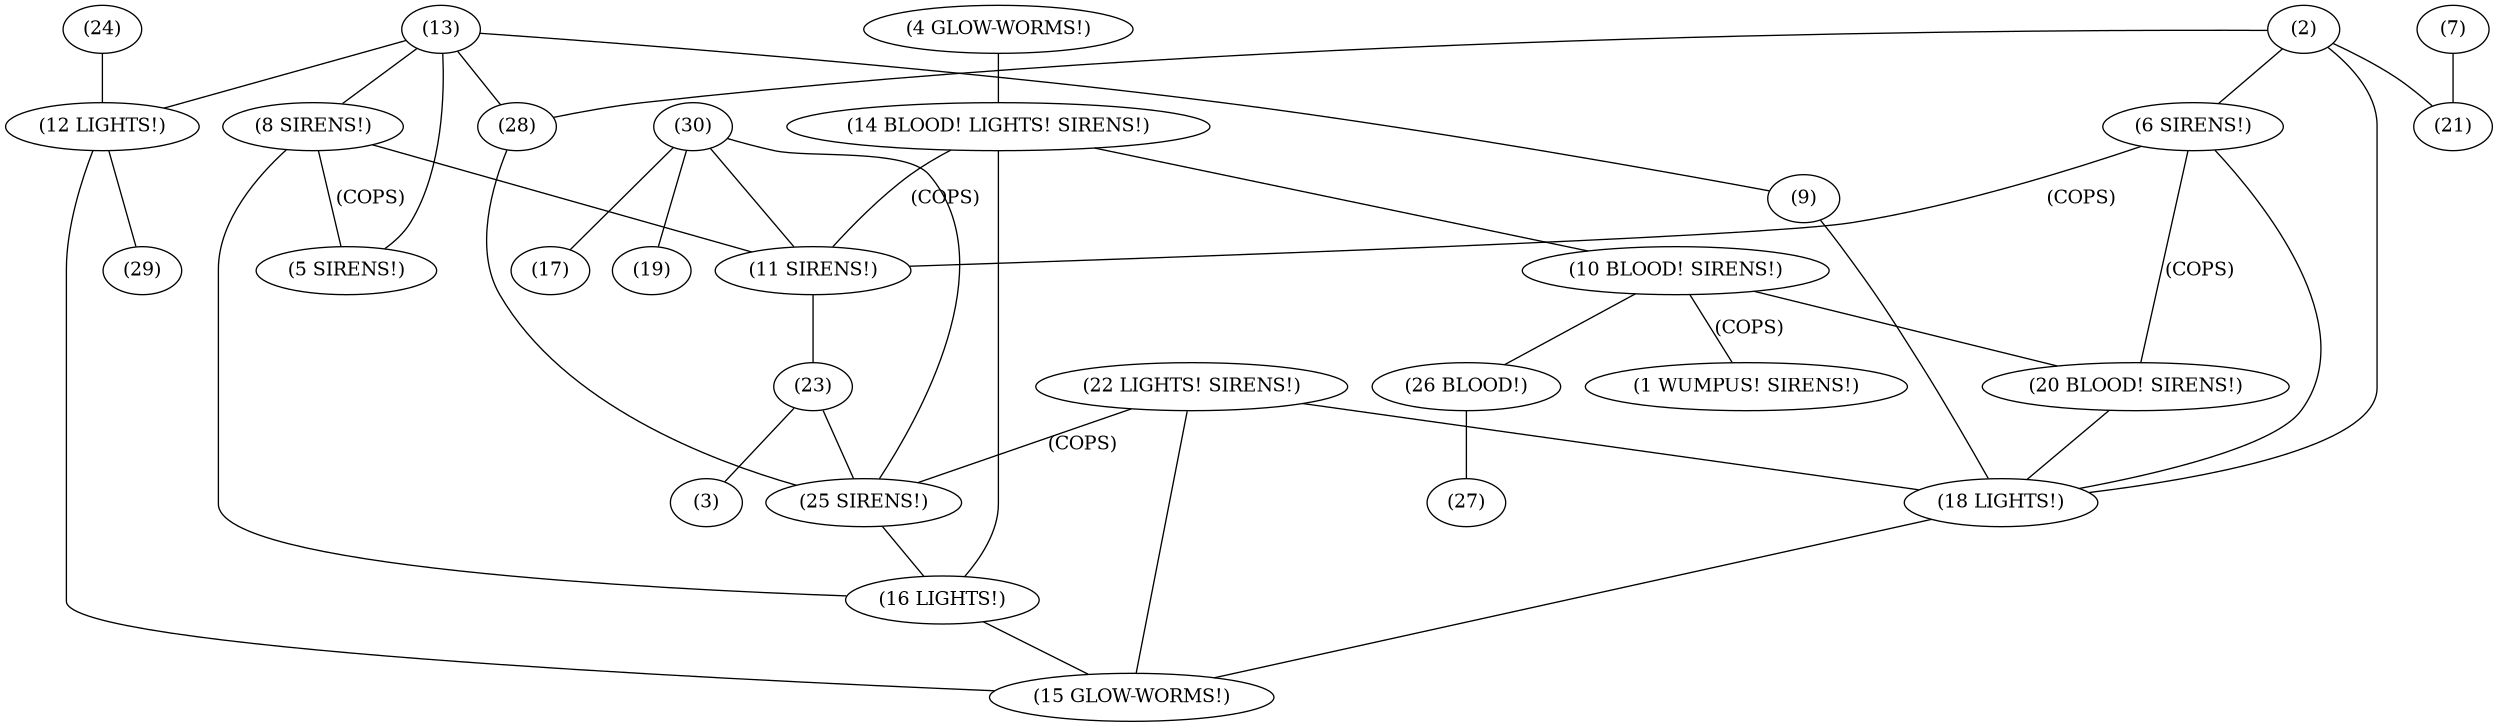 (24)
(13)
(4 GLOW-WORMS!)
(2)
(7)
(12 LIGHTS!)
(8 SIRENS!)
(28)
(30)
(14 BLOOD! LIGHTS! SIRENS!)
(6 SIRENS!)
(21)
(COPS)
(COPS)
(9)
(COPS)
(29)
(5 SIRENS!)
(17)
(19)
(11 SIRENS!)
(10 BLOOD! SIRENS!)
(COPS)
(COPS)
(23)
(22 LIGHTS! SIRENS!)
(26 BLOOD!)
(1 WUMPUS! SIRENS!)
(20 BLOOD! SIRENS!)
(COPS)
(3)
(25 SIRENS!)
(27)
(18 LIGHTS!)
(16 LIGHTS!)
(15 GLOW-WORMS!)